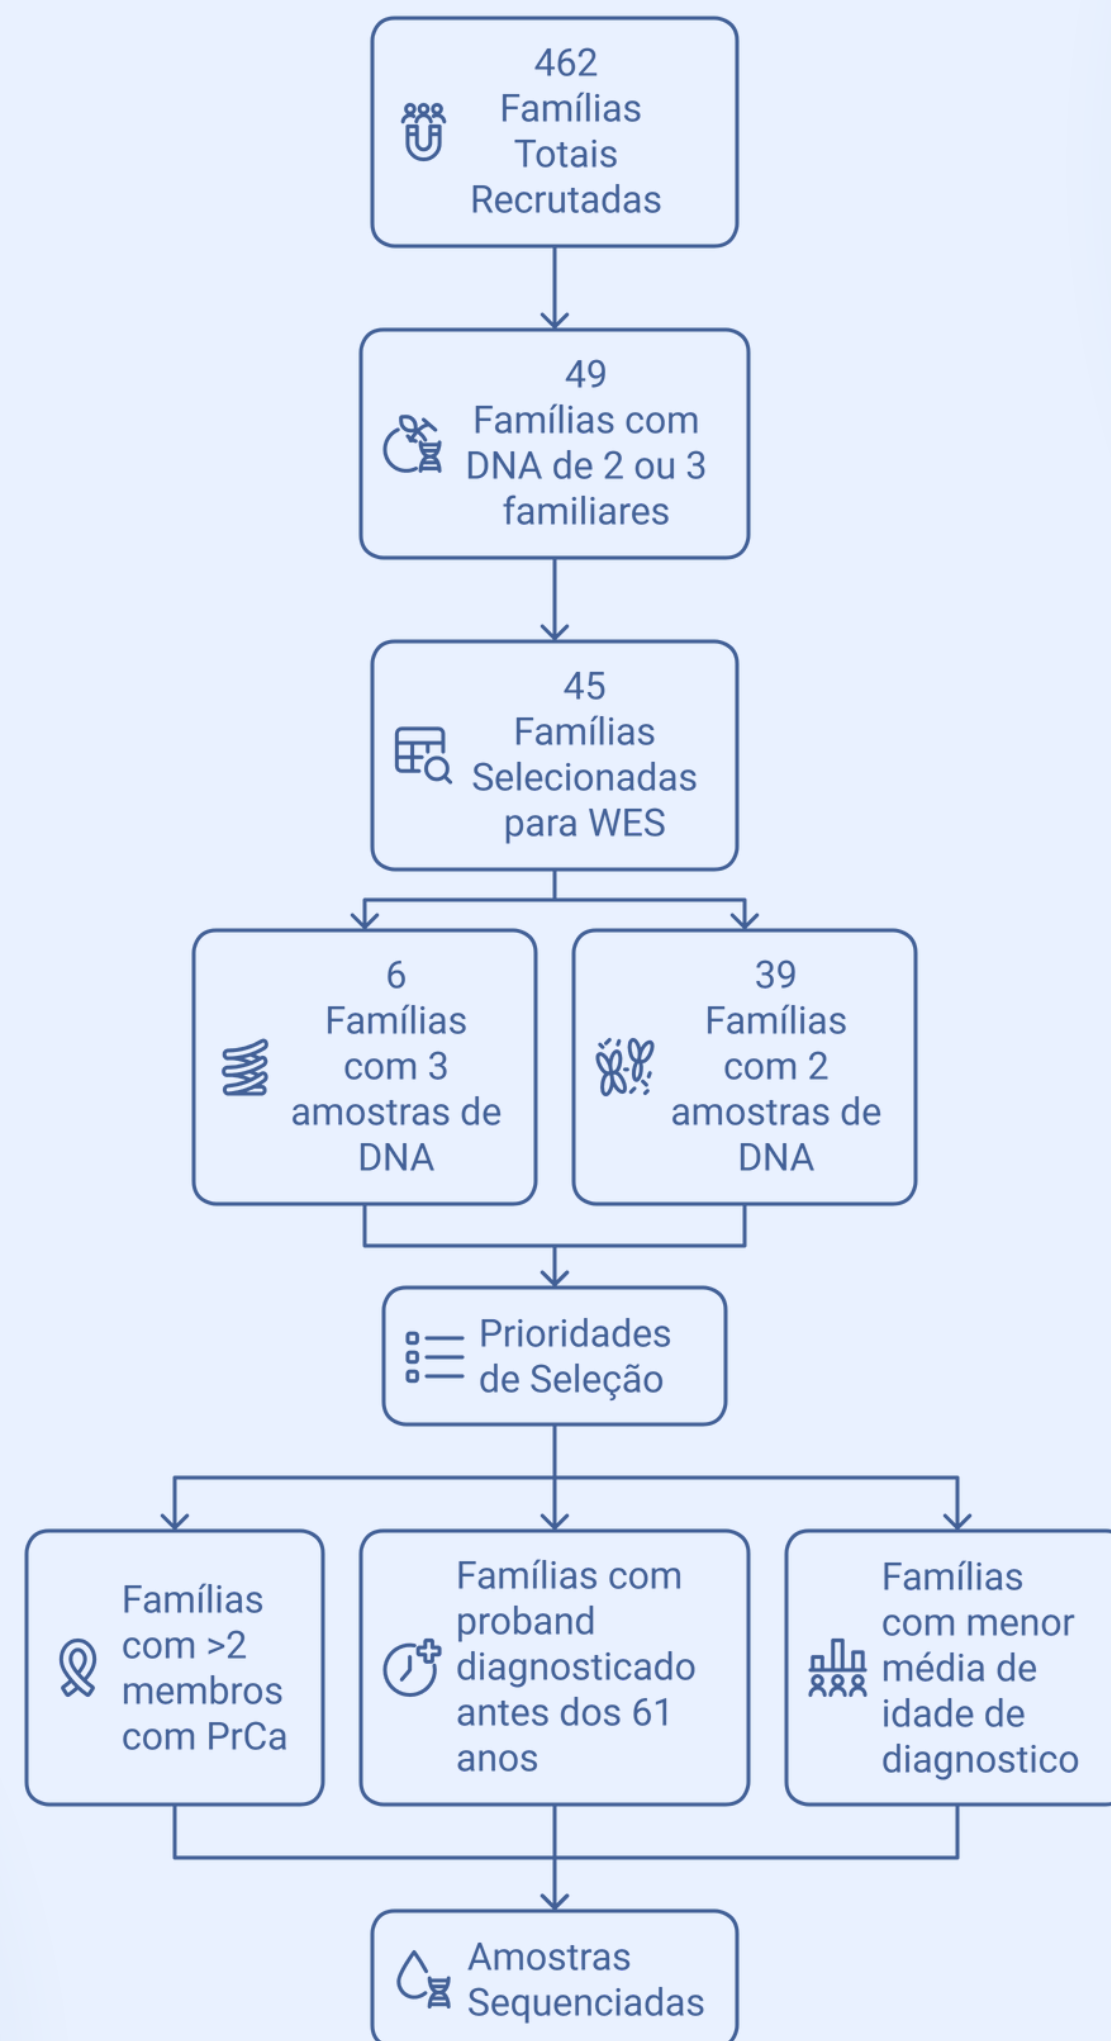 462
Famílias
Totais
Recrutadas
49
Famílias com
DNA de 2 ou 3
familiares
45
Famílias
Selecionadas
para WES
6
Famílias
com 3
amostras de
DNA
39
Famílias
com 2
amostras de
DNA
Prioridades
de Seleção
Famílias
com >2
membros
com PrCa
Famílias com
proband
diagnosticado
antes dos 61
anos
Famílias
com menor
média de
idade de
diagnostico
Amostras
Sequenciadas